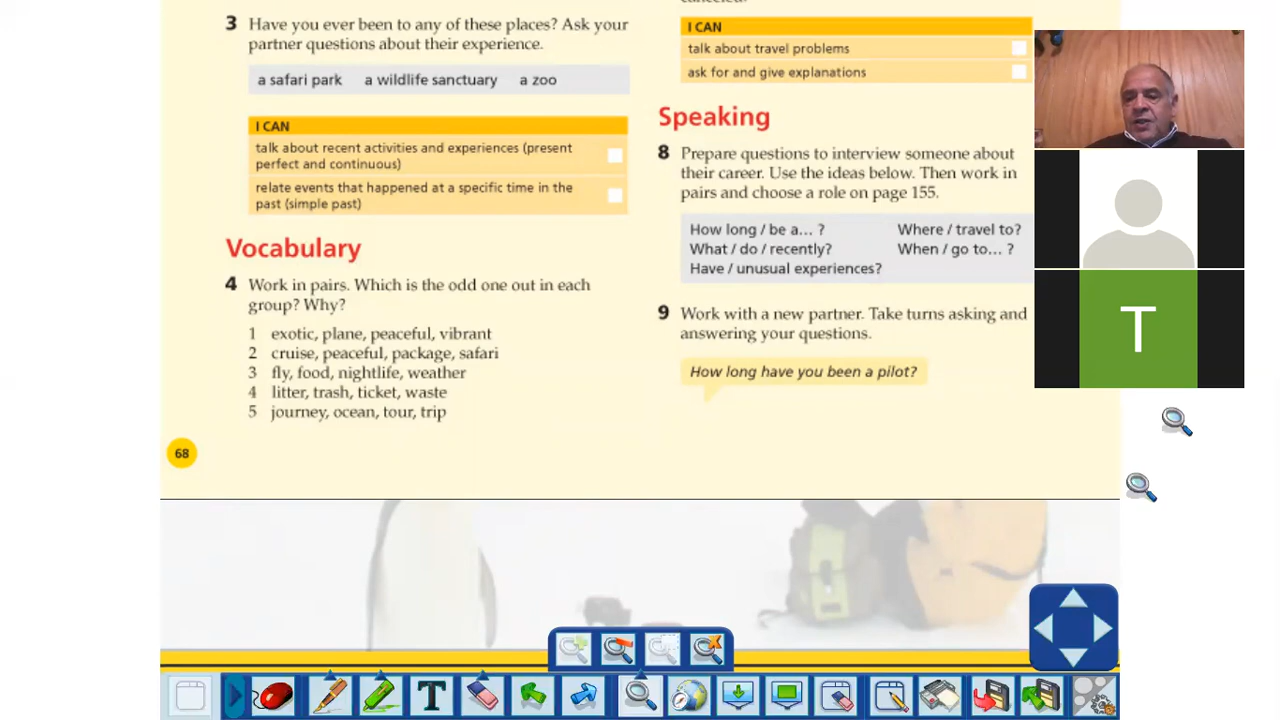 3 Have you ever been to any of these places? Ask your
partner questions about their experience.
a safari park a wildlife sanctuary a zoo
I CAN
talk about recent activities and experiences (present
perfect and continuous)
relate events that happened at a specific time in the
past (simple past)
Vocabulary
4 Work in pairs. Which is the odd one out in each
group? Why?
1 exotic, plane, peaceful, vibrant
2 cruise, peaceful, package, safari
3 fly, food, nightlife, weather
4 litter, trash, ticket, waste
5 journey, ocean, tour, trip
68
I CAN
talk about travel problems
ask for and give explanations
Speaking
8 Prepare questions to interview someone about
their career. Use the ideas below. Then work in
pairs and choose a role on page 155.
How long / be a... ? Where / travel to?
What / do / recently? When / go to... ?
Have / unusual experiences?
9 Work with a new partner. Take turns asking and
answering your questions.
How long have you been a pilot?
T
T